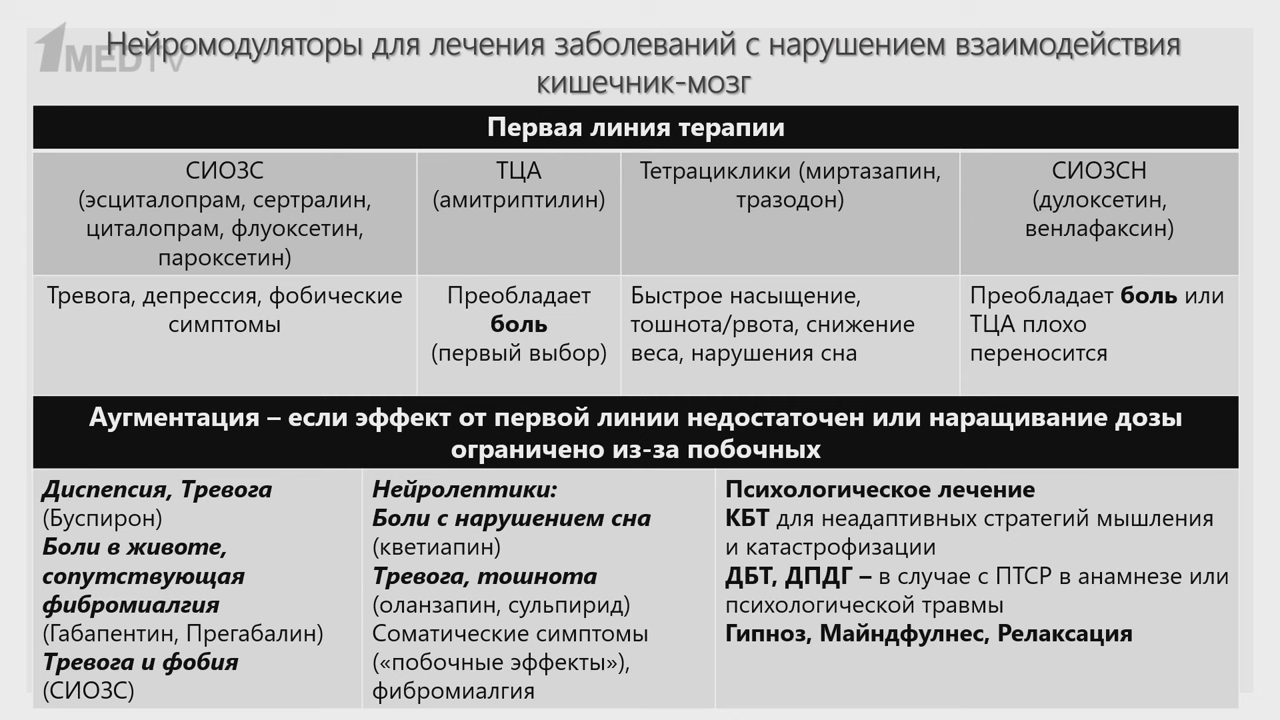 1MEDTV
Нейромодуляторы для лечения заболеваний с нарушением взаимодействия
кишечник-мозг
Первая линия терапии
СИОЗС
(эсциталопрам, сертралин,
циталопрам, флуоксетин,
пароксетин)
ТЦА
(амитриптилин)
Тетрациклики (миртазапин,
тразодон)
СИОЗСН
(дулоксетин,
венлафаксин)
Тревога, депрессия, фобические
симптомы
Преобладает
боль
(первый выбор)
Быстрое насыщение,
тошнота/рвота, снижение
веса, нарушения сна
Преобладает боль или
ТЦА плохо
переносится
Аугментация – если эффект от первой линии недостаточен или наращивание дозы
ограничено из-за побочных
Диспепсия, Тревога
(Буспирон)
Боли в животе,
сопутствующая
фибромиалгия
(Габапентин, Прегабалин)
Тревога и фобия
(СИОЗС)
Нейролептики:
Боли с нарушением сна
(кветиапин)
Тревога, тошнота
(оланзапин, сульпирид)
Соматические симптомы
(«побочные эффекты»),
фибромиалгия
Психологическое лечение
КБТ для неадаптивных стратегий мышления
и катастрофизации
ДБТ, ДПДГ – в случае с ПТСР в анамнезе или
психологической травмы
Гипноз, Майндфулнес, Релаксация